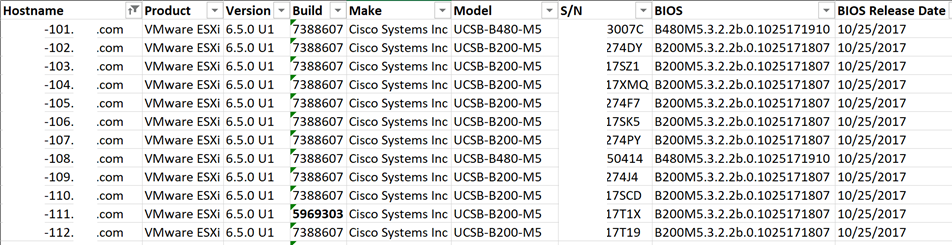 Hostname Product Version Build Make Model S/N BIOS BIOS Release Date
-101. .com VMware ESXi 6.5.0 U1 7388607 Cisco Systems Inc UCSB-B480-M5 3007C B480M5.3.2.2b.0.1025171910 10/25/2017
-102. .com VMware ESXi 6.5.0 U1 7388607 Cisco Systems Inc UCSB-B200-M5 274DY B200M5.3.2.2b.0.1025171807 10/25/2017
-103. .com VMware ESXi 6.5.0 U1 7388607 Cisco Systems Inc UCSB-B200-M5 17SZ1 B200M5.3.2.2b.0.1025171807 10/25/2017
-104. .com VMware ESXi 6.5.0 U1 7388607 Cisco Systems Inc UCSB-B200-M5 17XMQ B200M5.3.2.2b.0.1025171807 10/25/2017
-105. .com VMware ESXi 6.5.0 U1 7388607 Cisco Systems Inc UCSB-B200-M5 274F7 B200M5.3.2.2b.0.1025171807 10/25/2017
-106. .com VMware ESXi 6.5.0 U1 7388607 Cisco Systems Inc UCSB-B200-M5 17SK5 B200M5.3.2.2b.0.1025171807 10/25/2017
-107. .com VMware ESXi 6.5.0 U1 7388607 Cisco Systems Inc UCSB-B200-M5 274PY B200M5.3.2.2b.0.1025171807 10/25/2017
-108. .com VMware ESXi 6.5.0 U1 7388607 Cisco Systems Inc UCSB-B480-M5 50414 B480M5.3.2.2b.0.1025171910 10/25/2017
-109. .com VMware ESXi 6.5.0 U1 7388607 Cisco Systems Inc UCSB-B200-M5 274J4 B200M5.3.2.2b.0.1025171807 10/25/2017
-110. .com VMware ESXi 6.5.0 U1 7388607 Cisco Systems Inc UCSB-B200-M5 17SCD B200M5.3.2.2b.0.1025171807 10/25/2017
-111. .com VMware ESXi 6.5.0 U1 5969303 Cisco Systems Inc UCSB-B200-M5 17T1X B200M5.3.2.2b.0.1025171807 10/25/2017
-112. .com VMware ESXi 6.5.0 U1 7388607 Cisco Systems Inc UCSB-B200-M5 17T19 B200M5.3.2.2b.0.1025171807 10/25/2017